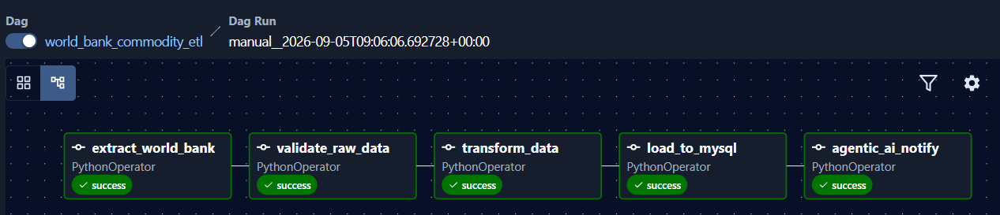 Dag
world_bank_commodity_etl
Dag Run
manual__2026-09-05T09:06:06.692728+00:00
extract_world_bank
PythonOperator
success
validate_raw_data
PythonOperator
success
transform_data
PythonOperator
success
load_to_mysql
PythonOperator
success
agentic_ai_notify
PythonOperator
success